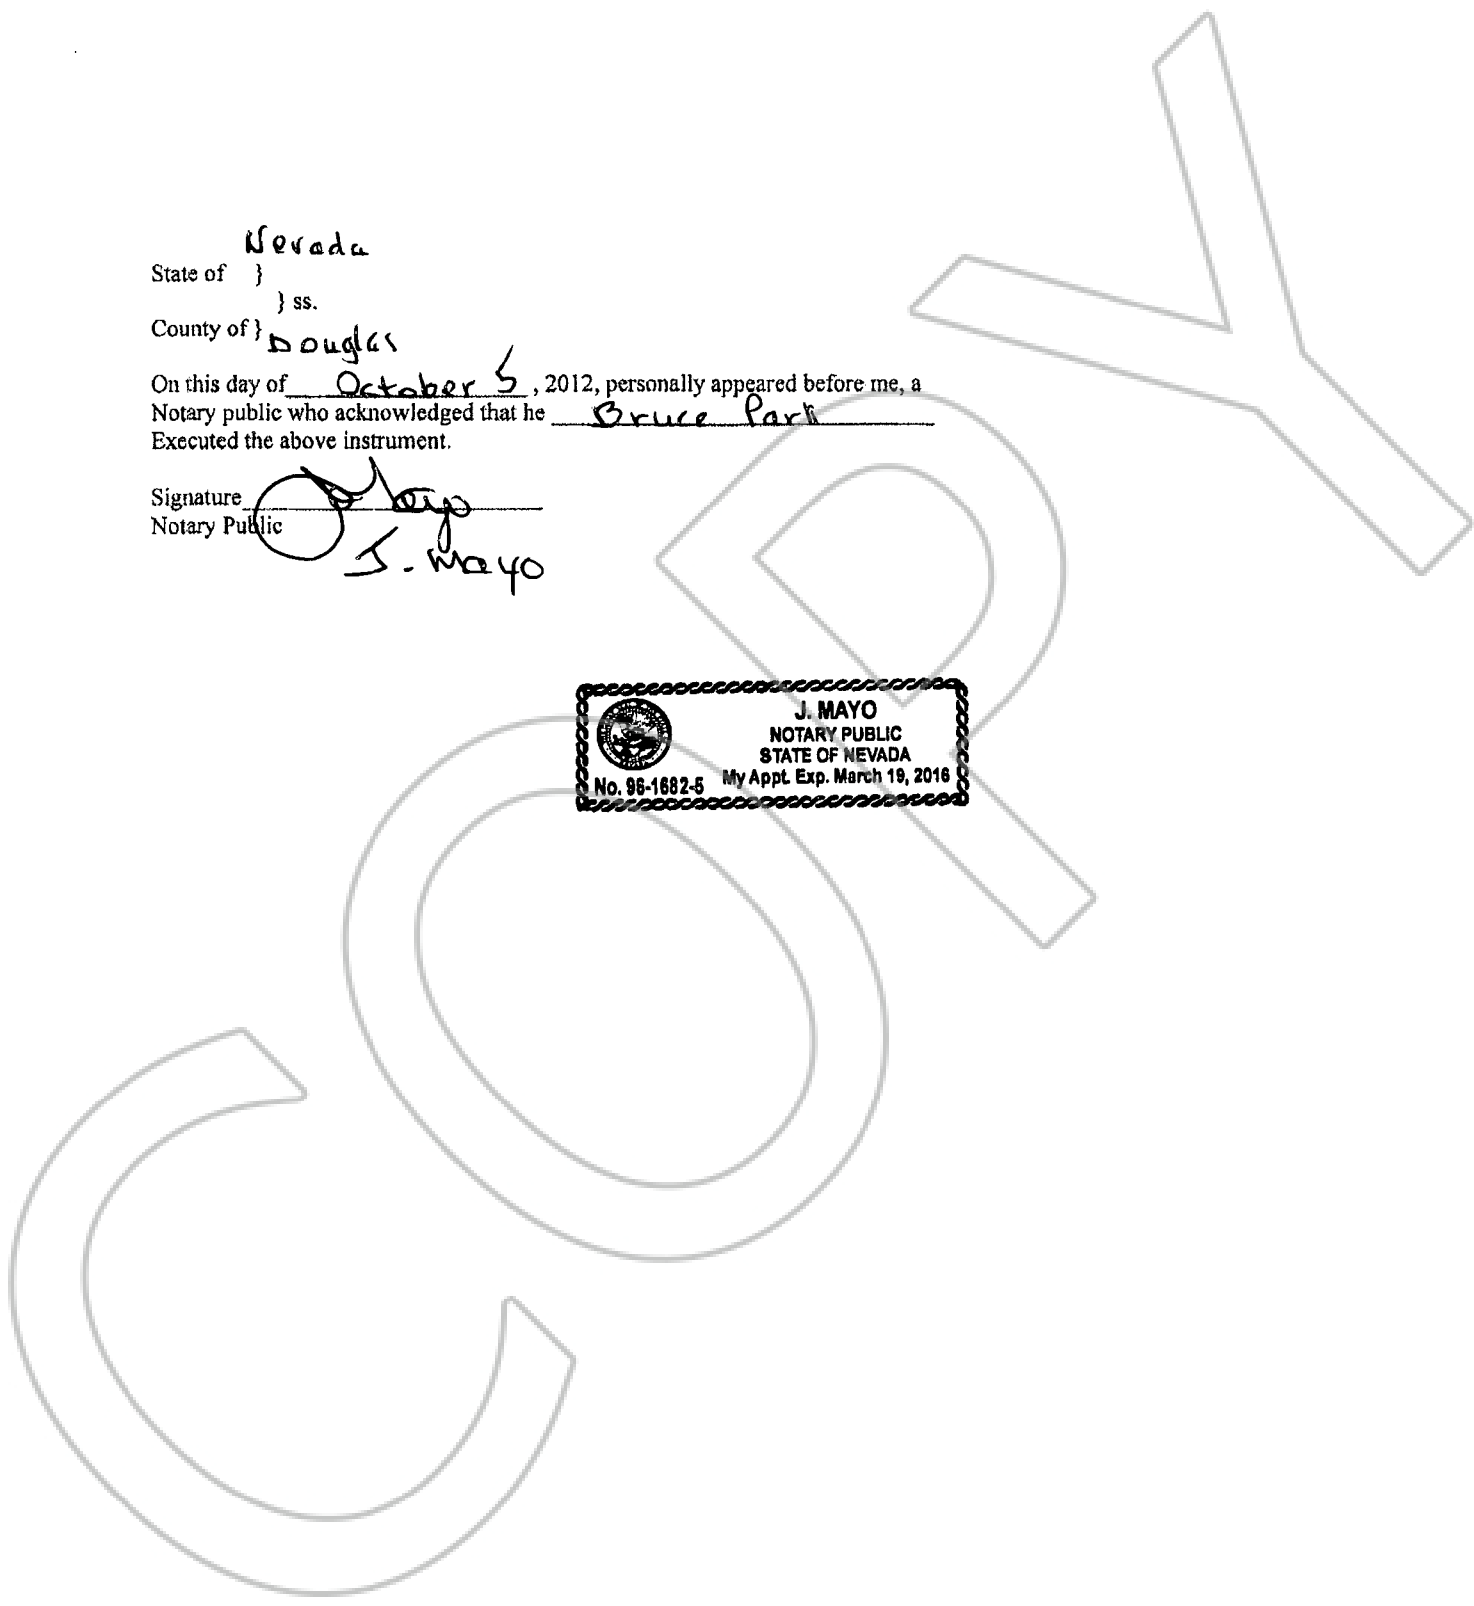 Nevada
State of }
} ss.
County of } Douglas
On this day of October 5, 2012, personally appeared before me, a
Notary public who acknowledged that he Bruce Park
Executed the above instrument.
Signature J Mayo
Notary Public
J. Mayo
J. MAYO
NOTARY PUBLIC
STATE OF NEVADA
No. 96-1682-5 My Appt. Exp. March 19, 2016
COPY